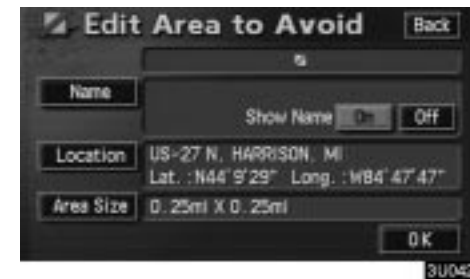 Edit Area to Avoid Back
Name
Show Name On Off
Location US-27 N, HARRISON, MI
Lat. :N44°9'29" Long. :W84°47'47"
Area Size 0.25mi X 0.25mi
OK
3U042